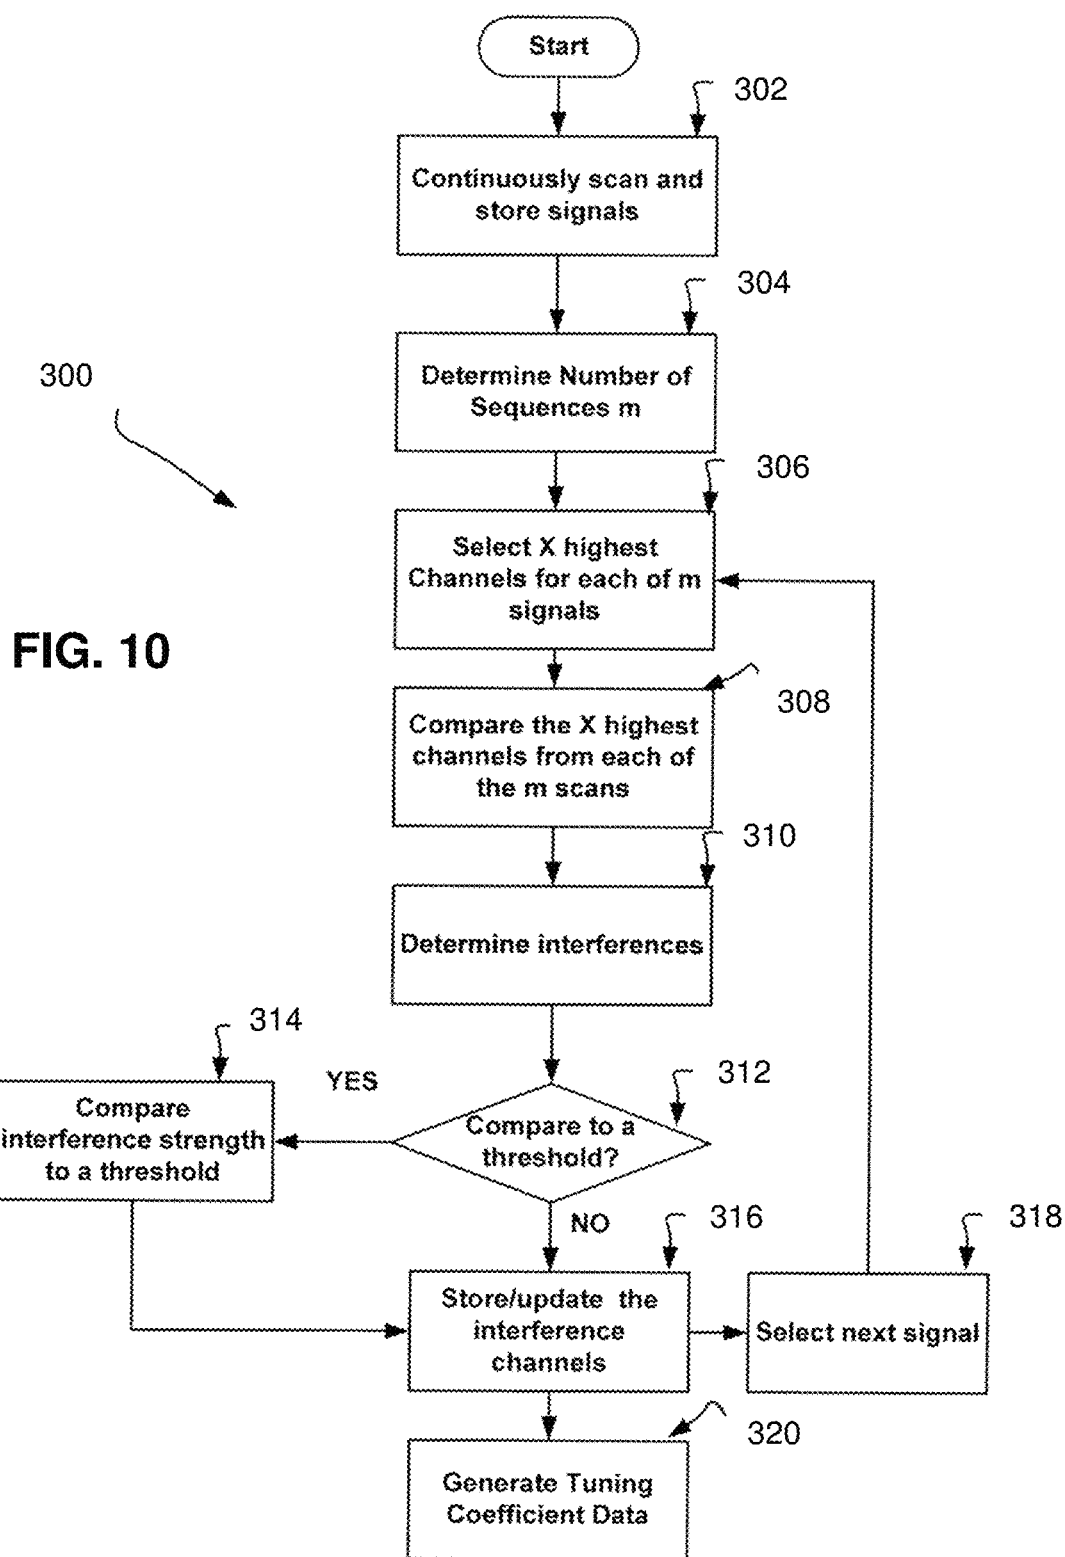 Start
302
Continuously scan and
store signals
304
Determine Number of
Sequences m
300
306
Select X highest
Channels for each of m
signals
FIG. 10
308
Compare the X highest
channels from each of
the m scans
310
Determine interferences
314
YES
312
Compare
interference strength
to a threshold
Compare to a
threshold?
NO
316
318
Store/update the
interference
channels
Select next signal
320
Generate Tuning
Coefficient Data